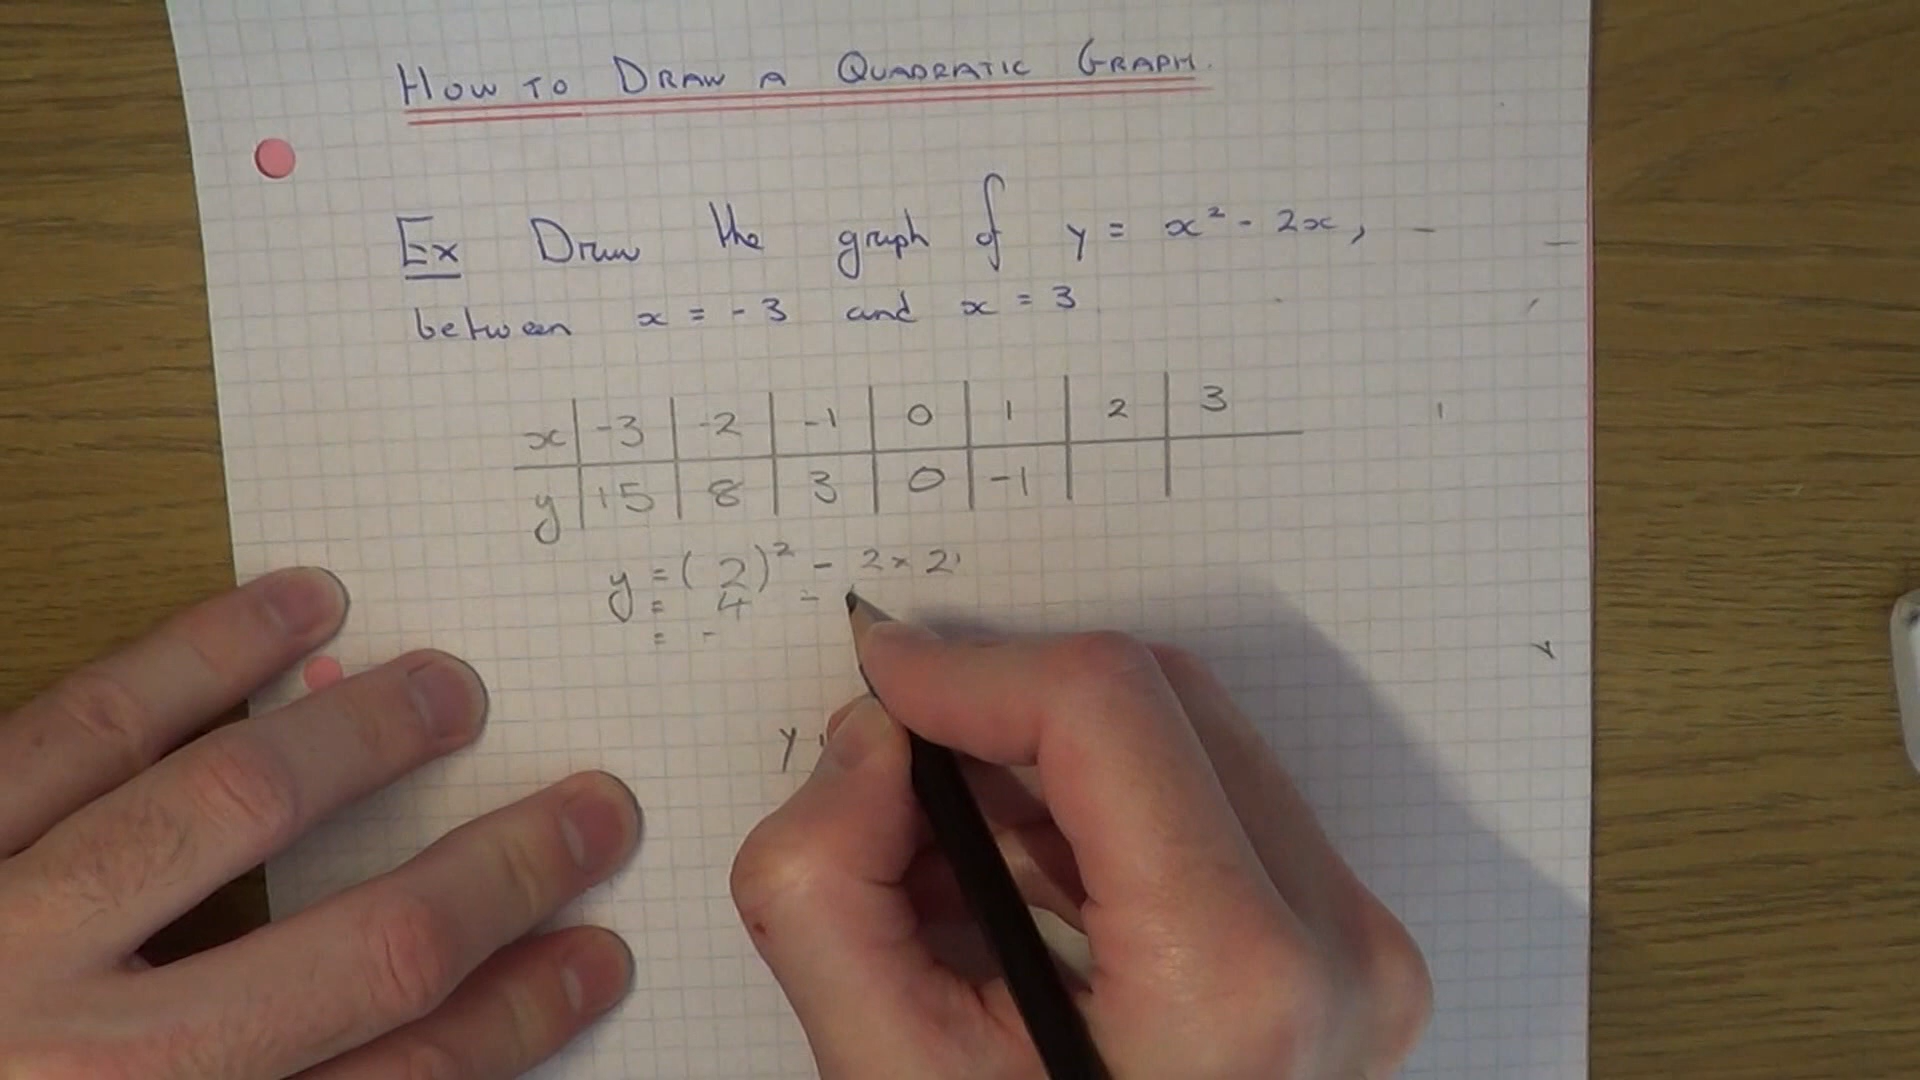 HOW TO DRAW A QUADRATIC GRAPH.
Ex Draw the graph of y = x² - 2x,
between x = -3 and x = 3
x -3 -2 -1 0 1 2 3
y 15 8 3 0 -1
y = ( 2 )² - 2 × 2
= 4 -
= -
y